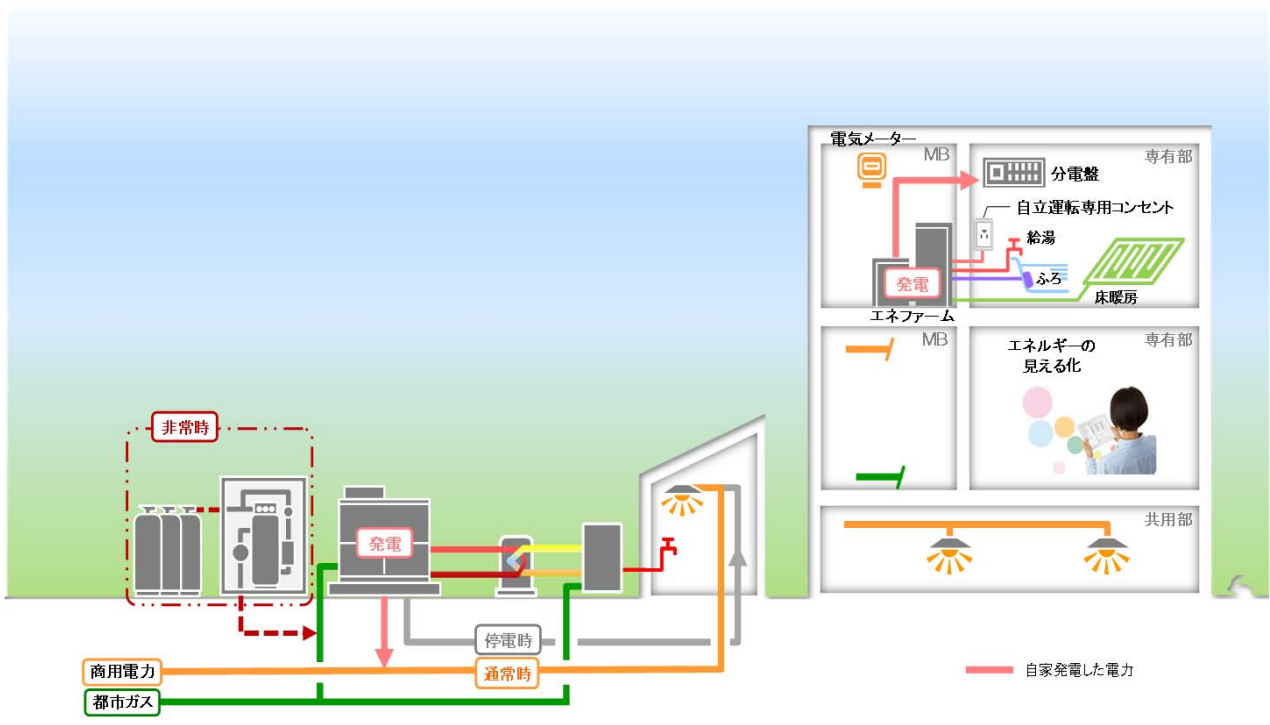 電気メーター
MB
専有部
分電盤
自立運転専用コンセント
給湯
発電
ふろ
床暖房
エネファーム
MB
専有部
エネルギーの
見える化
非常時
共用部
発電
停電時
商用電力
通常時
自家発電した電力
都市ガス